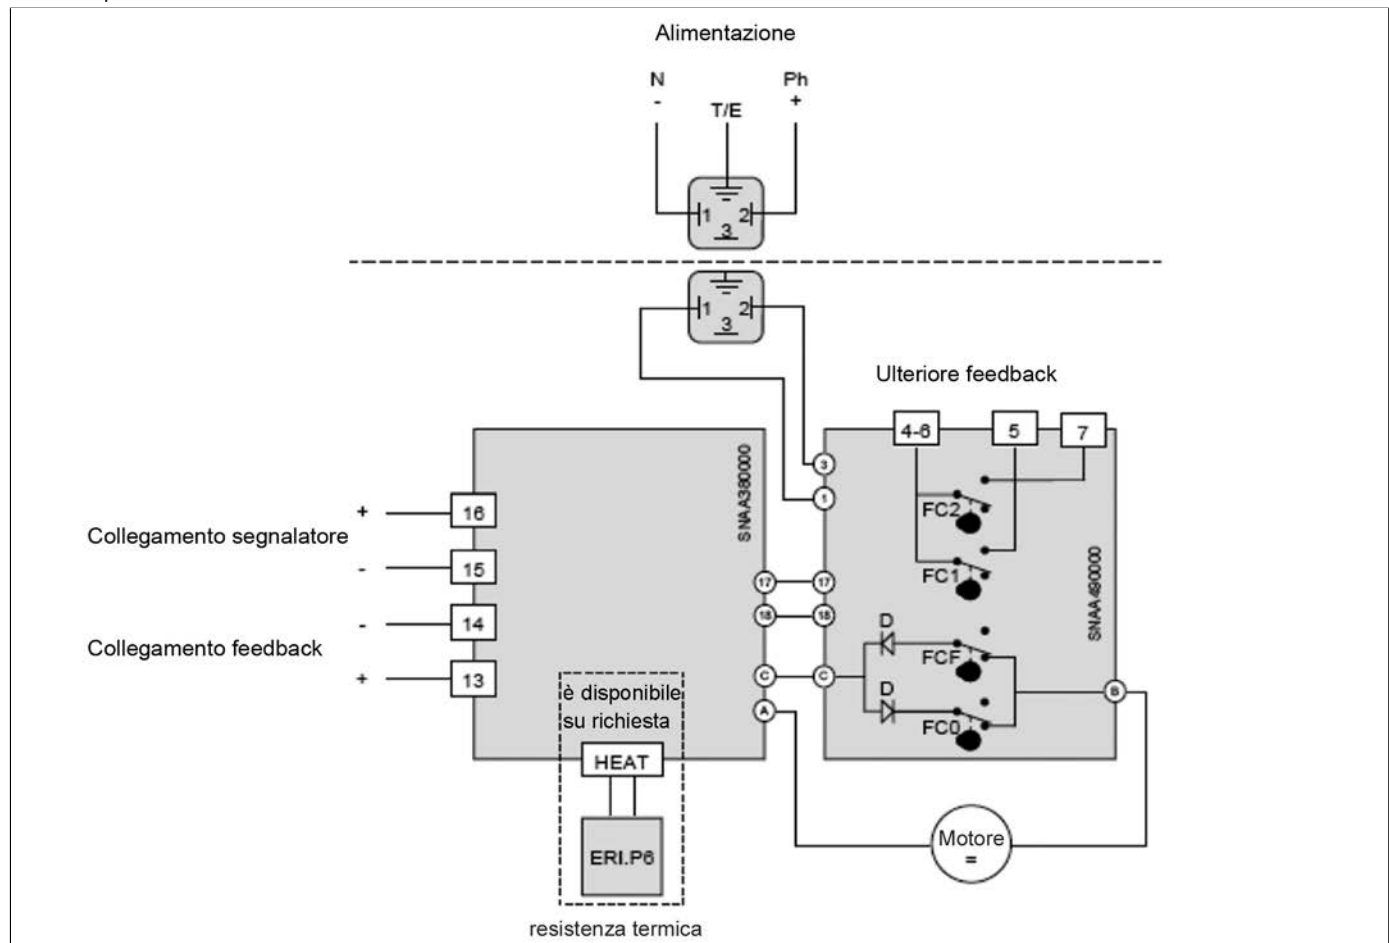 Alimentazione
N Ph
- T/E +
1 2
3
1 2
3
Ulteriore feedback
4-6 5 7
SNAA380000
3
1
FC2
+ 16
Collegamento segnalatore
- 15
17 17
FC1
SNAA490000
- 14
18 18
Collegamento feedback
D
FCF
+ 13
C C
è disponibile
su richiesta
A
D
FC0
B
HEAT
ERI.P6
Motore
=
resistenza termica